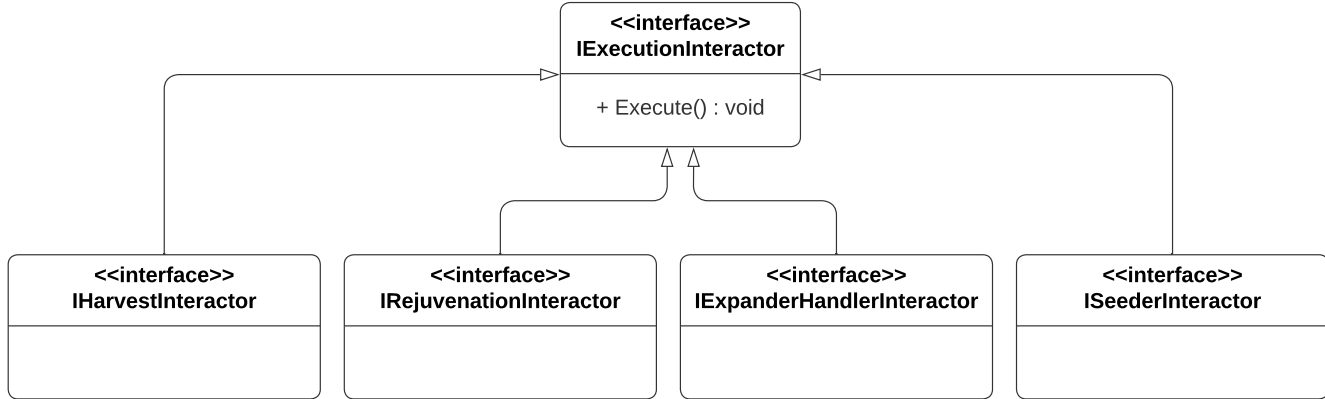 <<interface>>
IExecutionInteractor
+ Execute() : void
<<interface>>
IHarvestInteractor
<<interface>>
IRejuvenationInteractor
<<interface>>
IExpanderHandlerInteractor
<<interface>>
ISeederInteractor